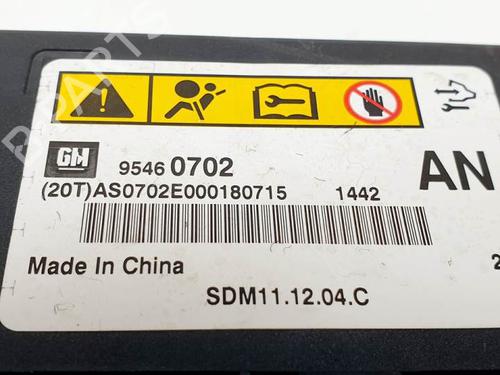 GM 9546 0702 AN
(20T)AS0702E000180715 1442
Made In China
SDM11.12.04.C